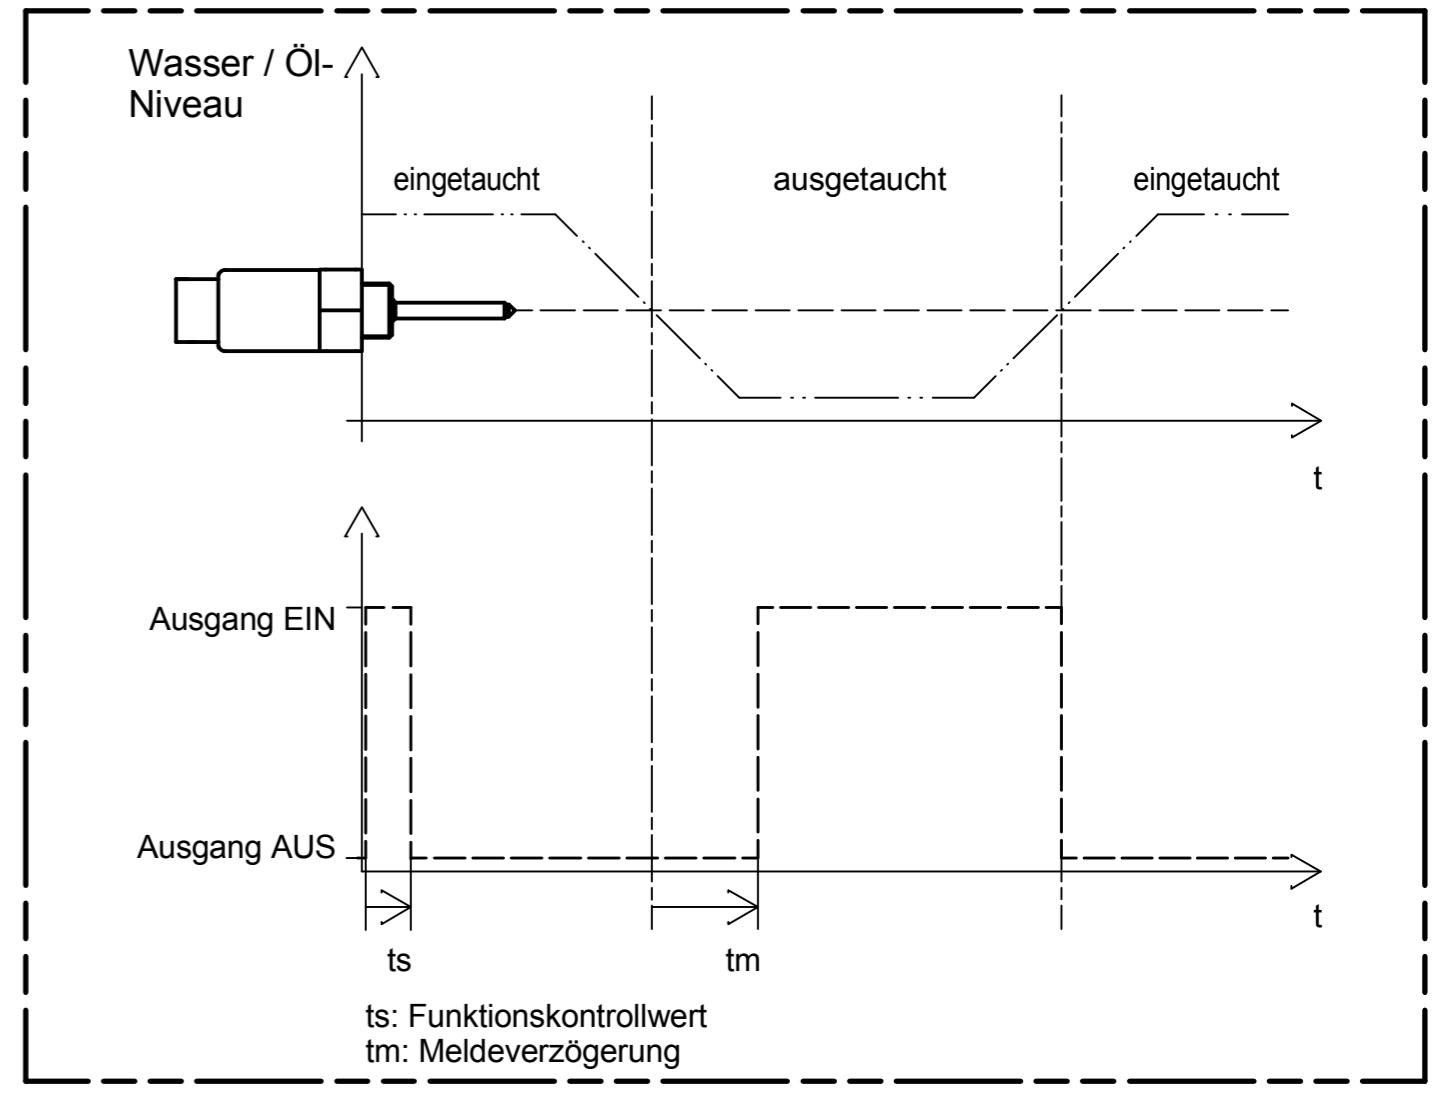 Wasser / Öl-
Niveau
eingetaucht
ausgetaucht
eingetaucht
t
Ausgang EIN
Ausgang AUS
t
ts
tm
ts: Funktionskontrollwert
tm: Meldeverzögerung